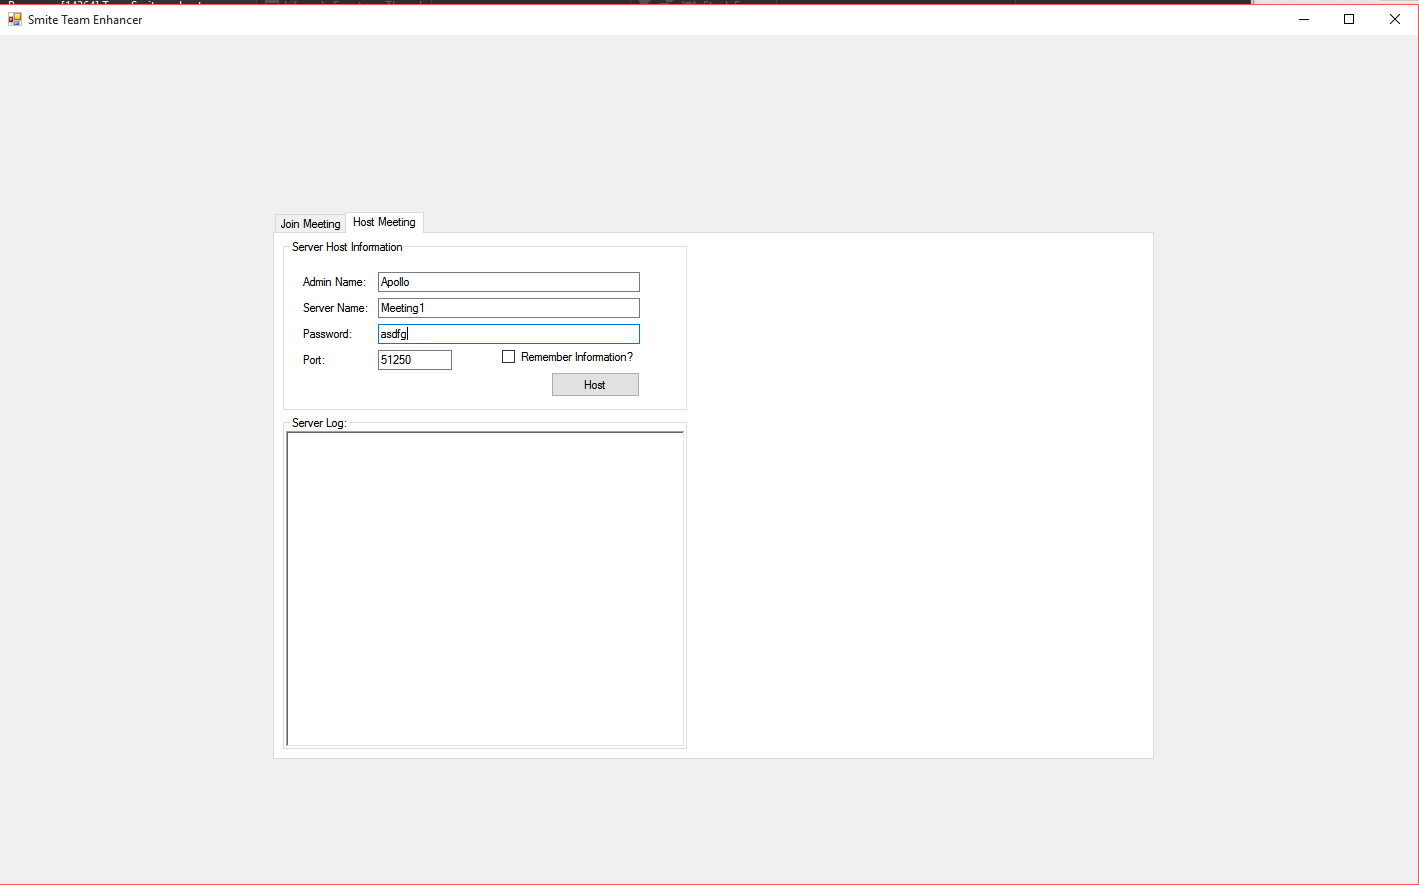 Smite Team Enhancer
Join Meeting
Host Meeting
Server Host Information
Admin Name:
Apollo
Server Name:
Meeting1
Password:
asdfg
Port:
51250
Remember Information?
Host
Server Log: